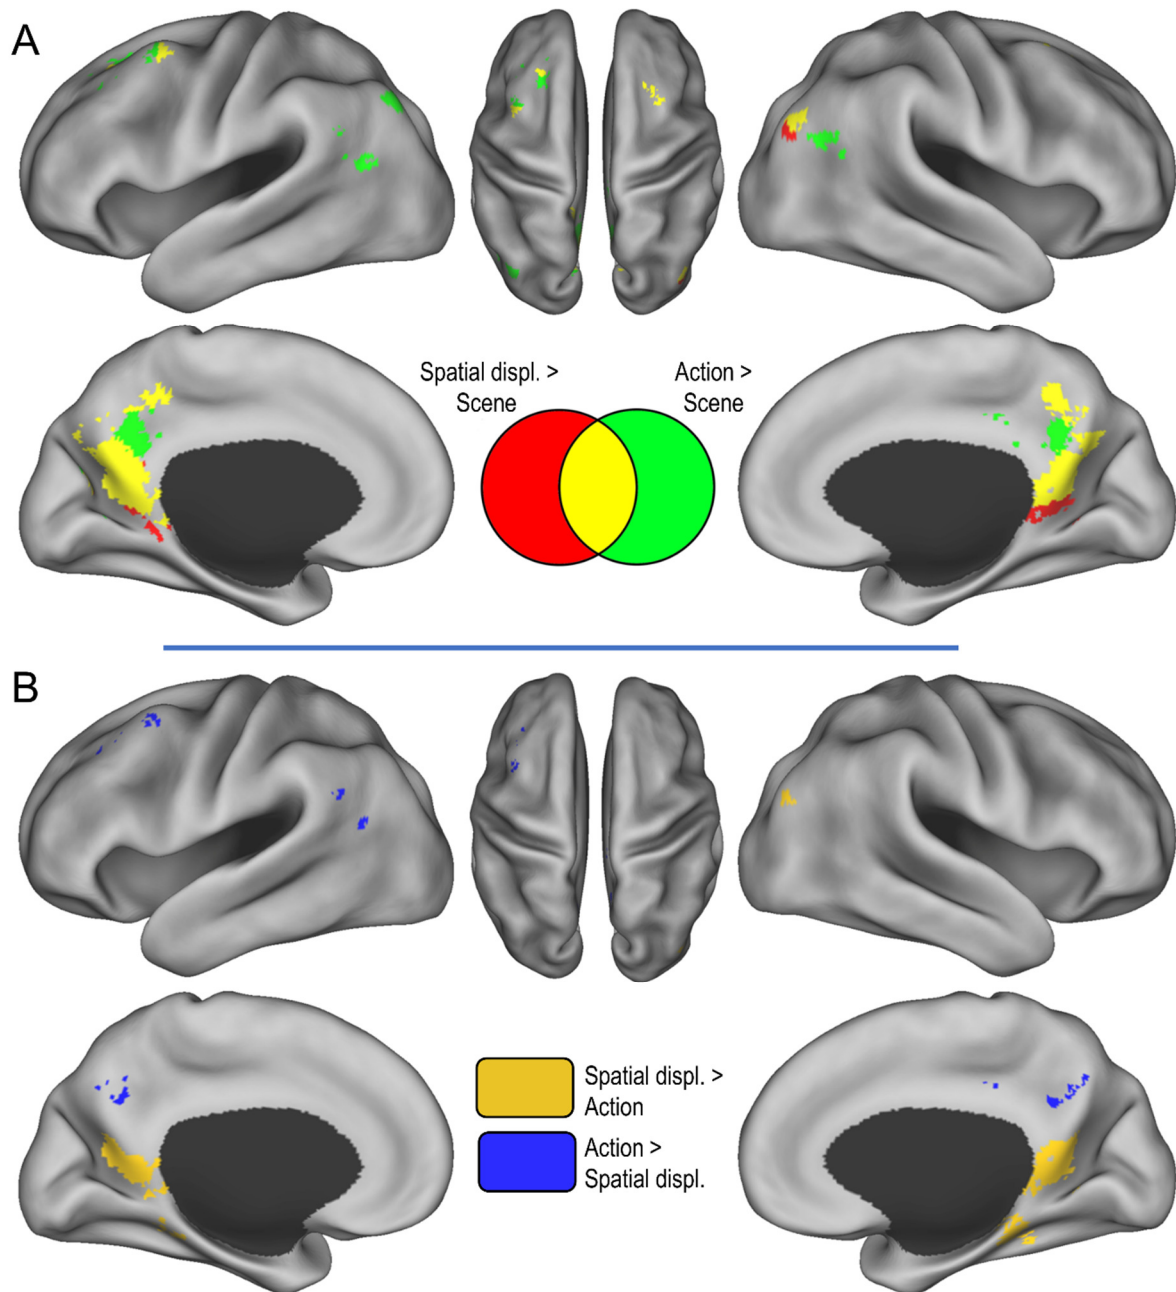 A
Spatial displ. >
Scene
Action >
Scene
B
Spatial displ. >
Action
Action >
Spatial displ.